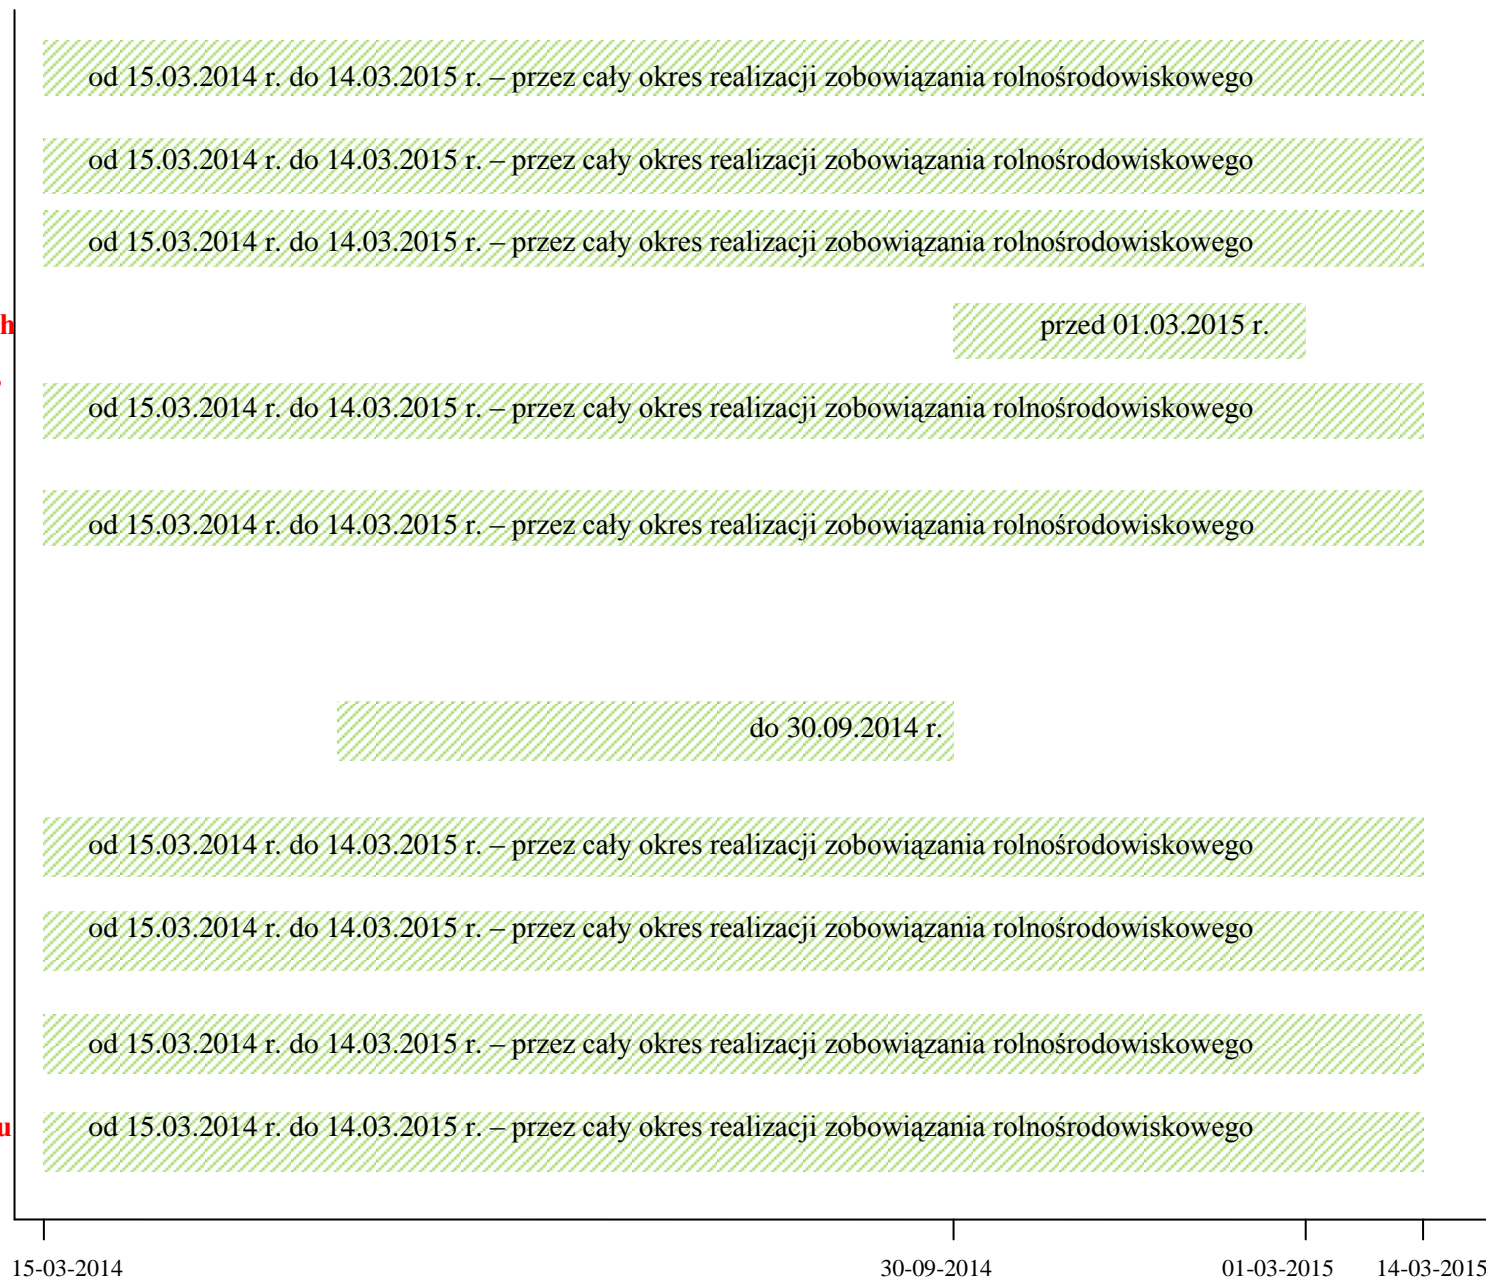 od 15.03.2014 r. do 14.03.2015 r. – przez cały okres realizacji zobowiązania rolnośrodowiskowego
od 15.03.2014 r. do 14.03.2015 r. – przez cały okres realizacji zobowiązania rolnośrodowiskowego
od 15.03.2014 r. do 14.03.2015 r. – przez cały okres realizacji zobowiązania rolnośrodowiskowego
h przed 01.03.2015 r.
od 15.03.2014 r. do 14.03.2015 r. – przez cały okres realizacji zobowiązania rolnośrodowiskowego
od 15.03.2014 r. do 14.03.2015 r. – przez cały okres realizacji zobowiązania rolnośrodowiskowego
do 30.09.2014 r.
od 15.03.2014 r. do 14.03.2015 r. – przez cały okres realizacji zobowiązania rolnośrodowiskowego
od 15.03.2014 r. do 14.03.2015 r. – przez cały okres realizacji zobowiązania rolnośrodowiskowego
od 15.03.2014 r. do 14.03.2015 r. – przez cały okres realizacji zobowiązania rolnośrodowiskowego
u od 15.03.2014 r. do 14.03.2015 r. – przez cały okres realizacji zobowiązania rolnośrodowiskowego
15-03-2014 30-09-2014 01-03-2015 14-03-2015